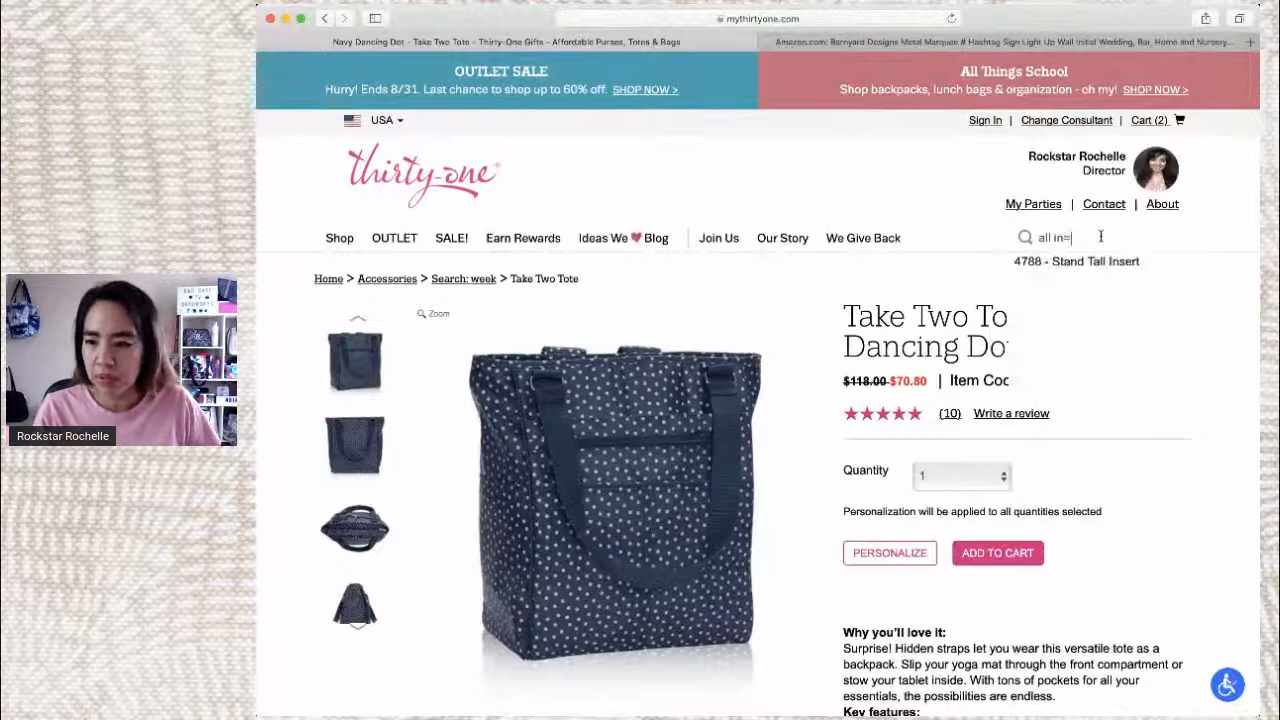 mythirtyone.com
Navy Dancing Dot - Take Two Tote - Thirty-One Gifts - Affordable Purses, Totes & Bags
Amazon.com: Barnyard Designs Metal Marquee # Hashtag Sign Light Up Wall Initial Wedding, Bar, Home and Nursery...
OUTLET SALE
Hurry! Ends 8/31. Last chance to shop up to 60% off. SHOP NOW >
All Things School
Shop backpacks, lunch bags & organization - oh my! SHOP NOW >
USA
Sign In | Change Consultant | Cart (2)
thirty-one
Rockstar Rochelle
Director
My Parties | Contact | About
Shop OUTLET SALE! Earn Rewards Ideas We Blog Join Us Our Story We Give Back
all in=
4788 - Stand Tall Insert
Home > Accessories > Search: week > Take Two Tote
Zoom
Take Two To
Dancing Do
$118.00 $70.80 | Item Coc
(10) Write a review
Quantity 1
Personalization will be applied to all quantities selected
PERSONALIZE ADD TO CART
Why you'll love it:
Surprise! Hidden straps let you wear this versatile tote as a
backpack. Slip your yoga mat through the front compartment or
stow your tablet inside. With tons of pockets for all your
essentials, the possibilities are endless.
Key features:
Rockstar Rochelle